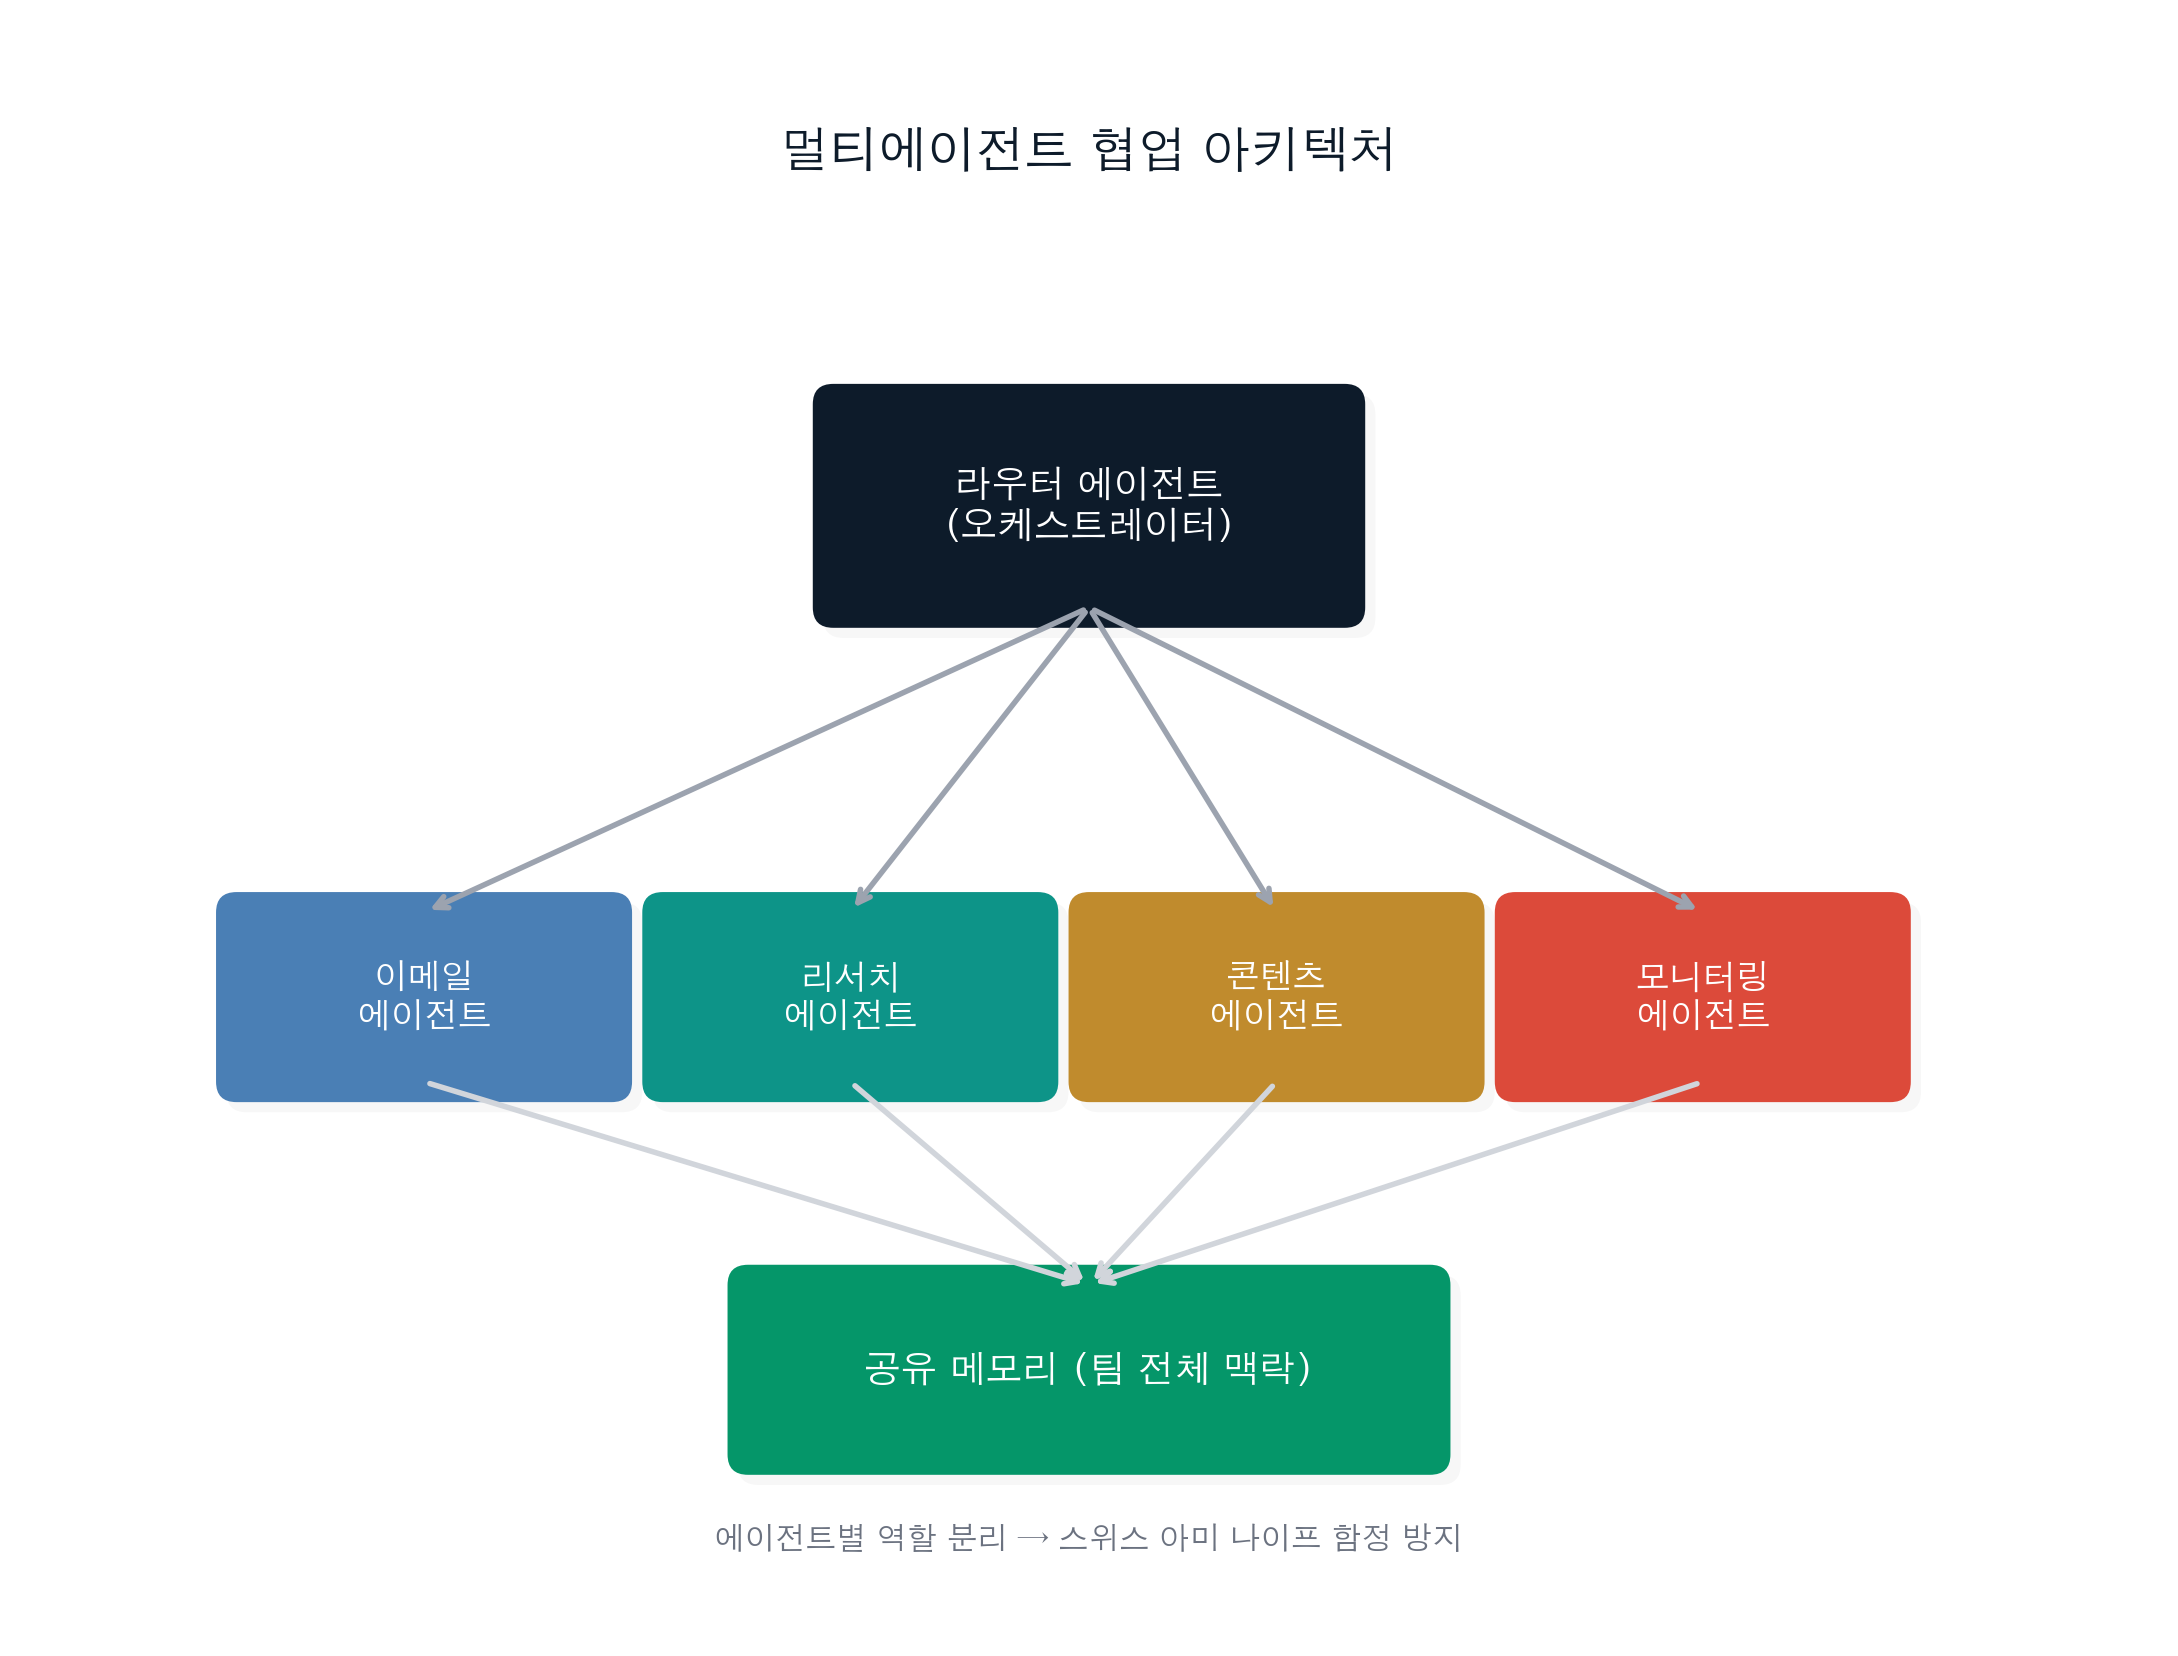 멀티에이전트 협업 아키텍처
라우터 에이전트
(오케스트레이터)
이메일
에이전트
리서치
에이전트
콘텐츠
에이전트
모니터링
에이전트
공유 메모리 (팀 전체 맥락)
에이전트별 역할 분리 → 스위스 아미 나이프 함정 방지